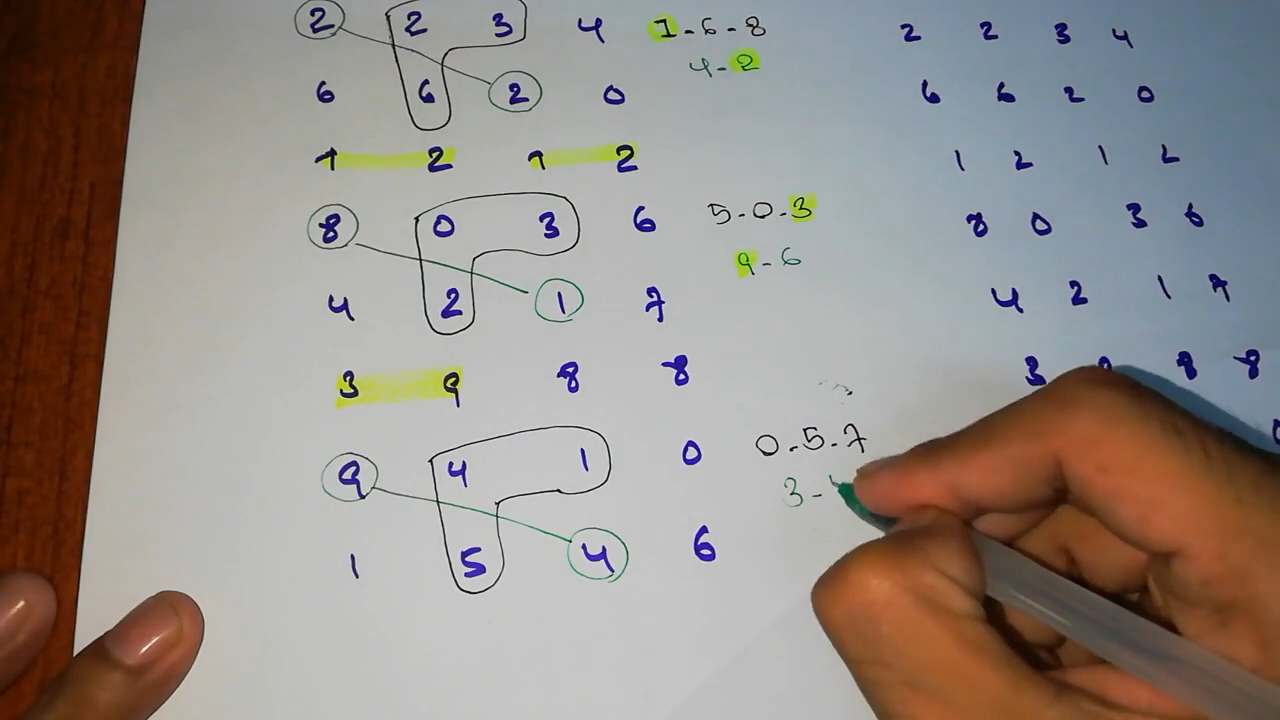 2 2 3 4 1-6-8 2 2 3 4
4-2
6 6 2 0 6 6 2 0
1 2 1 2 1 2 1 2
8 0 3 6 5-0-3 8 0 3 6
9-6
4 2 1 7 4 2 1 7
3 9 8 8 3 8 8
9 4 1 0 0-5-7
3-
1 5 4 6